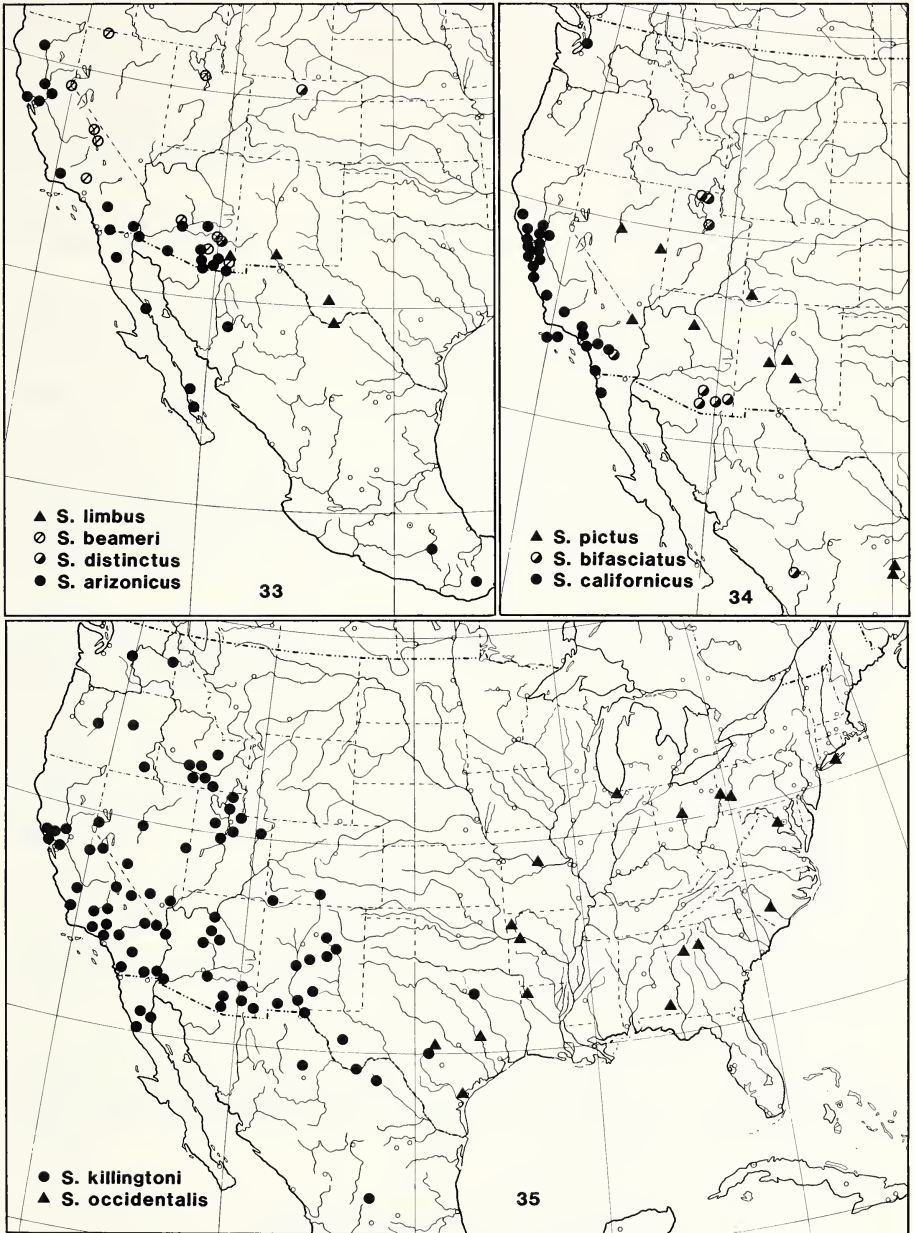 ▲ S. limbus
⊘ S. beameri
◑ S. distinctus
● S. arizonicus
33
▲ S. pictus
◑ S. bifasciatus
● S. californicus
34
● S. killingtoni
▲ S. occidentalis
35